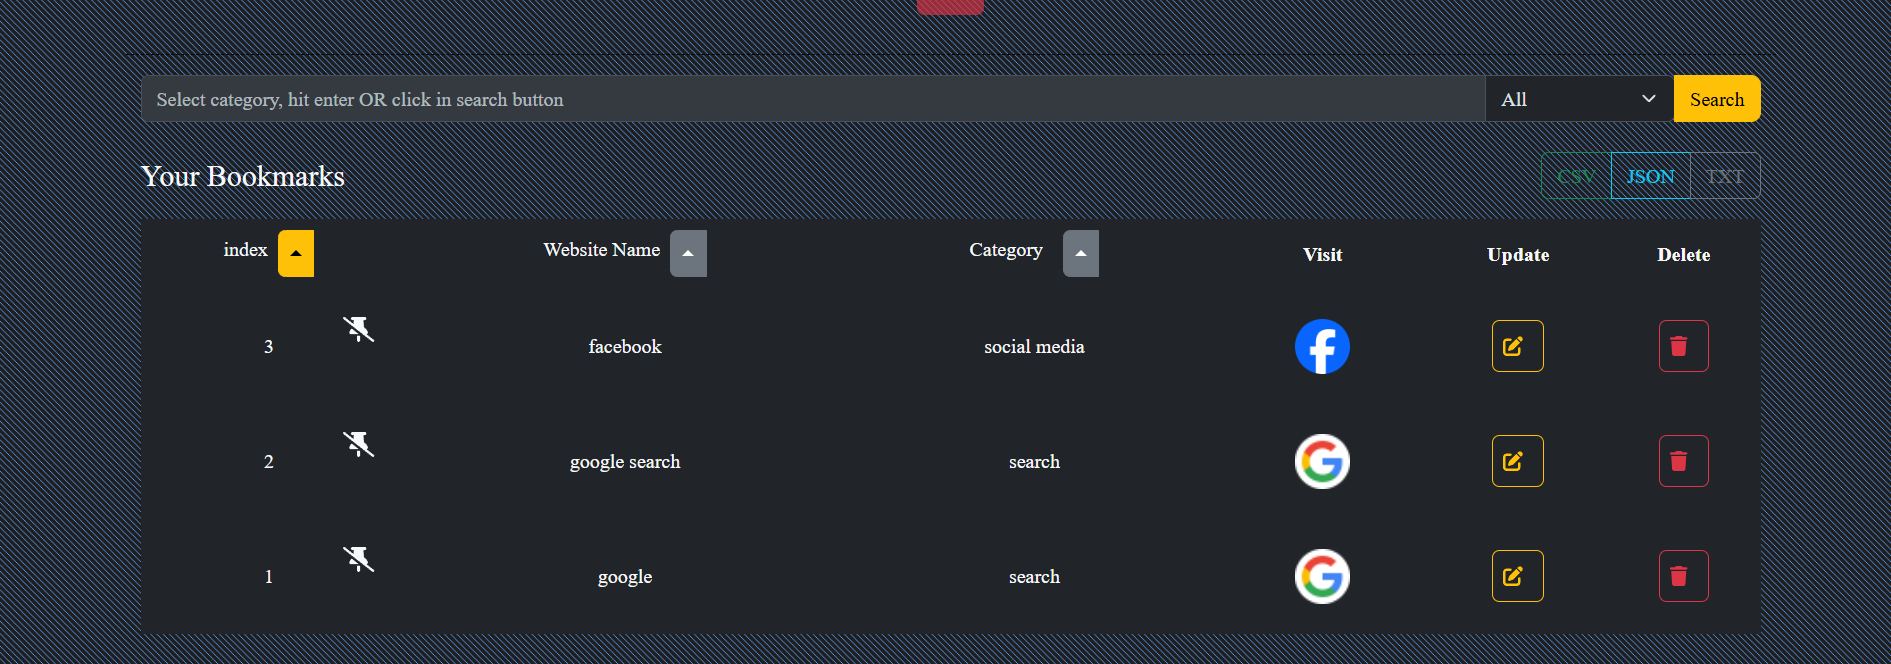 Select category, hit enter OR click in search button All Search
Your Bookmarks CSV JSON TXT
index Website Name Category Visit Update Delete
3 facebook social media
2 google search search
1 google search